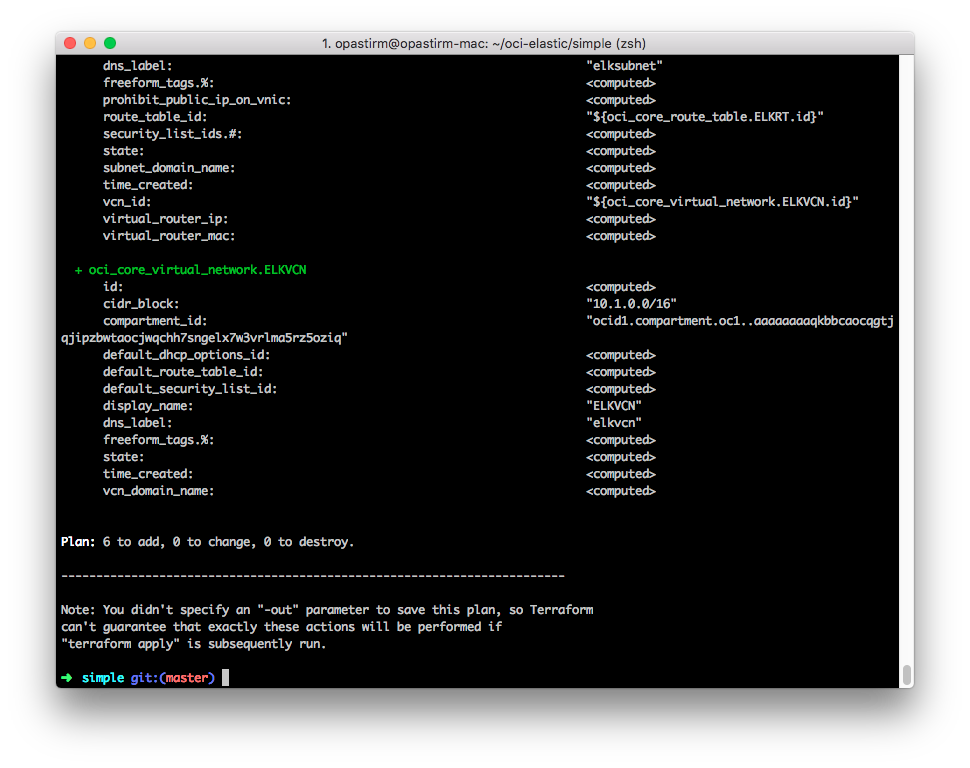 1. opastirm@opastirm-mac: ~/oci-elastic/simple (zsh)
dns_label: "elksubnet"
freeform_tags.%: <computed>
prohibit_public_ip_on_vnic: <computed>
route_table_id: "${oci_core_route_table.ELKRT.id}"
security_list_ids.#: <computed>
state: <computed>
subnet_domain_name: <computed>
time_created: <computed>
vcn_id: "${oci_core_virtual_network.ELKVCN.id}"
virtual_router_ip: <computed>
virtual_router_mac: <computed>
+ oci_core_virtual_network.ELKVCN
id: <computed>
cidr_block: "10.1.0.0/16"
compartment_id: "ocid1.compartment.oc1..aaaaaaaaqkbbcaocqgtj
qjipzbwtaocjwqchh7sngelx7w3vrlma5rz5oziq"
default_dhcp_options_id: <computed>
default_route_table_id: <computed>
default_security_list_id: <computed>
display_name: "ELKVCN"
dns_label: "elkvcn"
freeform_tags.%: <computed>
state: <computed>
time_created: <computed>
vcn_domain_name: <computed>
Plan: 6 to add, 0 to change, 0 to destroy.
------------------------------------------------------------------------
Note: You didn't specify an "-out" parameter to save this plan, so Terraform
can't guarantee that exactly these actions will be performed if
"terraform apply" is subsequently run.
➜ simple git:(master)